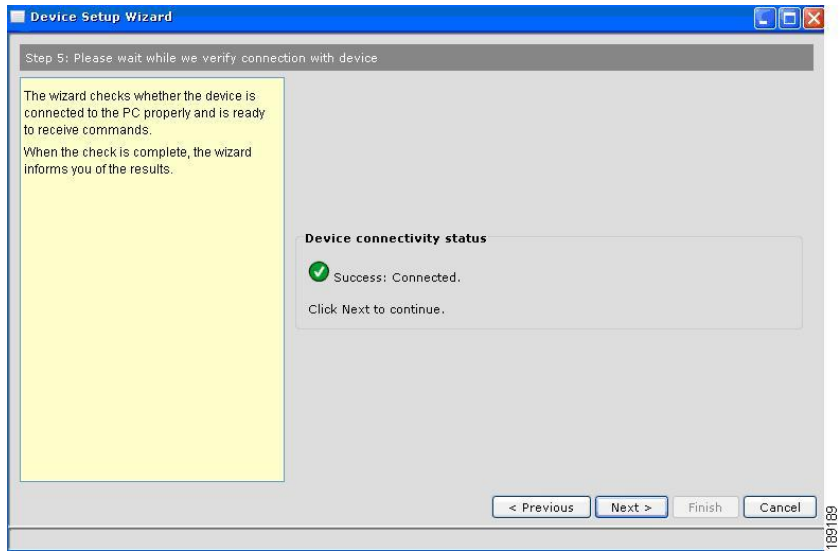 Device Setup Wizard
Step 5: Please wait while we verify connection with device
The wizard checks whether the device is
connected to the PC properly and is ready
to receive commands.
When the check is complete, the wizard
informs you of the results.
Device connectivity status
Success: Connected.
Click Next to continue.
< Previous
Next >
Finish
Cancel
189189